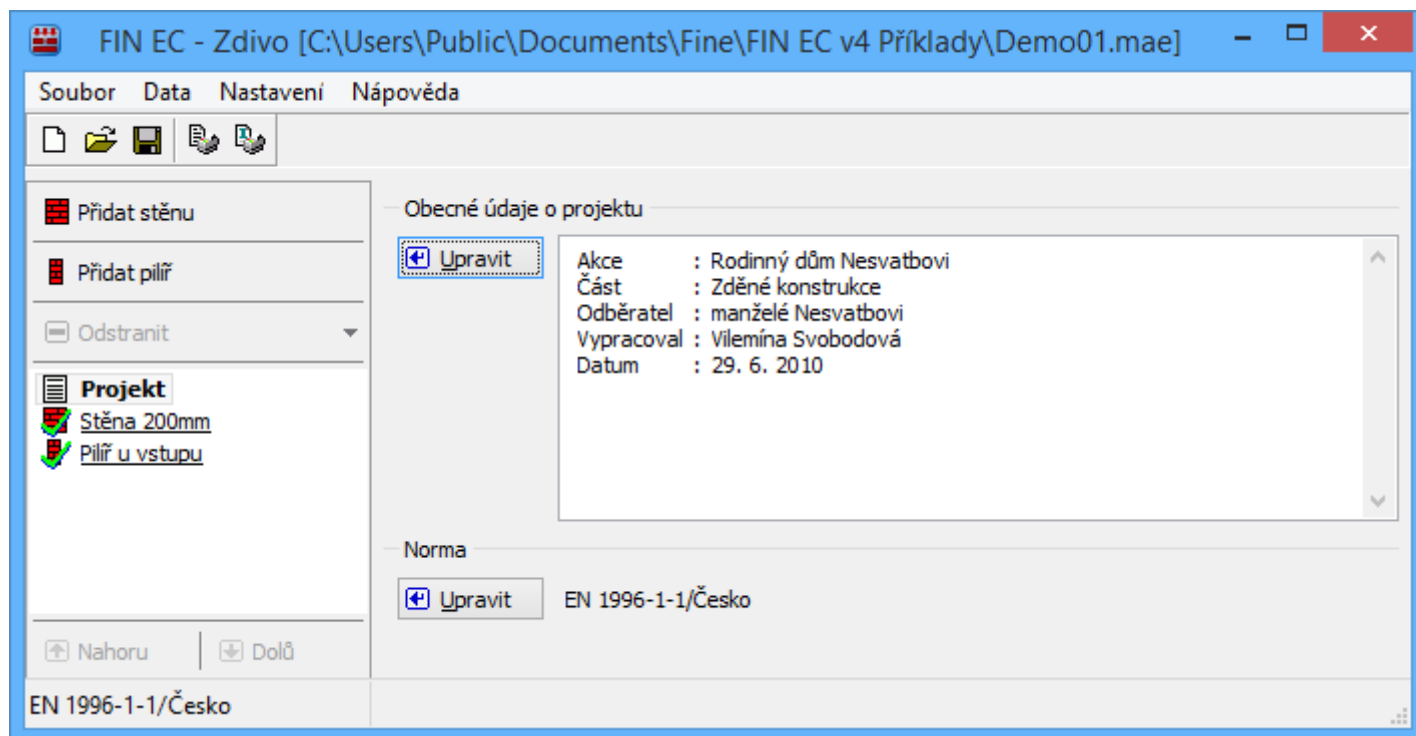 FIN EC - Zdivo [C:\Users\Public\Documents\Fine\FIN EC v4 Příklady\Demo01.mae]
Soubor Data Nastavení Nápověda
Přidat stěnu
Přidat pilíř
Odstranit
Projekt
Stěna 200mm
Pilíř u vstupu
Nahoru Dolů
Obecné údaje o projektu
Upravit
Akce : Rodinný dům Nesvatbovi
Část : Zděné konstrukce
Odběratel : manželé Nesvatbovi
Vypracoval : Vilemína Svobodová
Datum : 29. 6. 2010
Norma
Upravit EN 1996-1-1/Česko
EN 1996-1-1/Česko